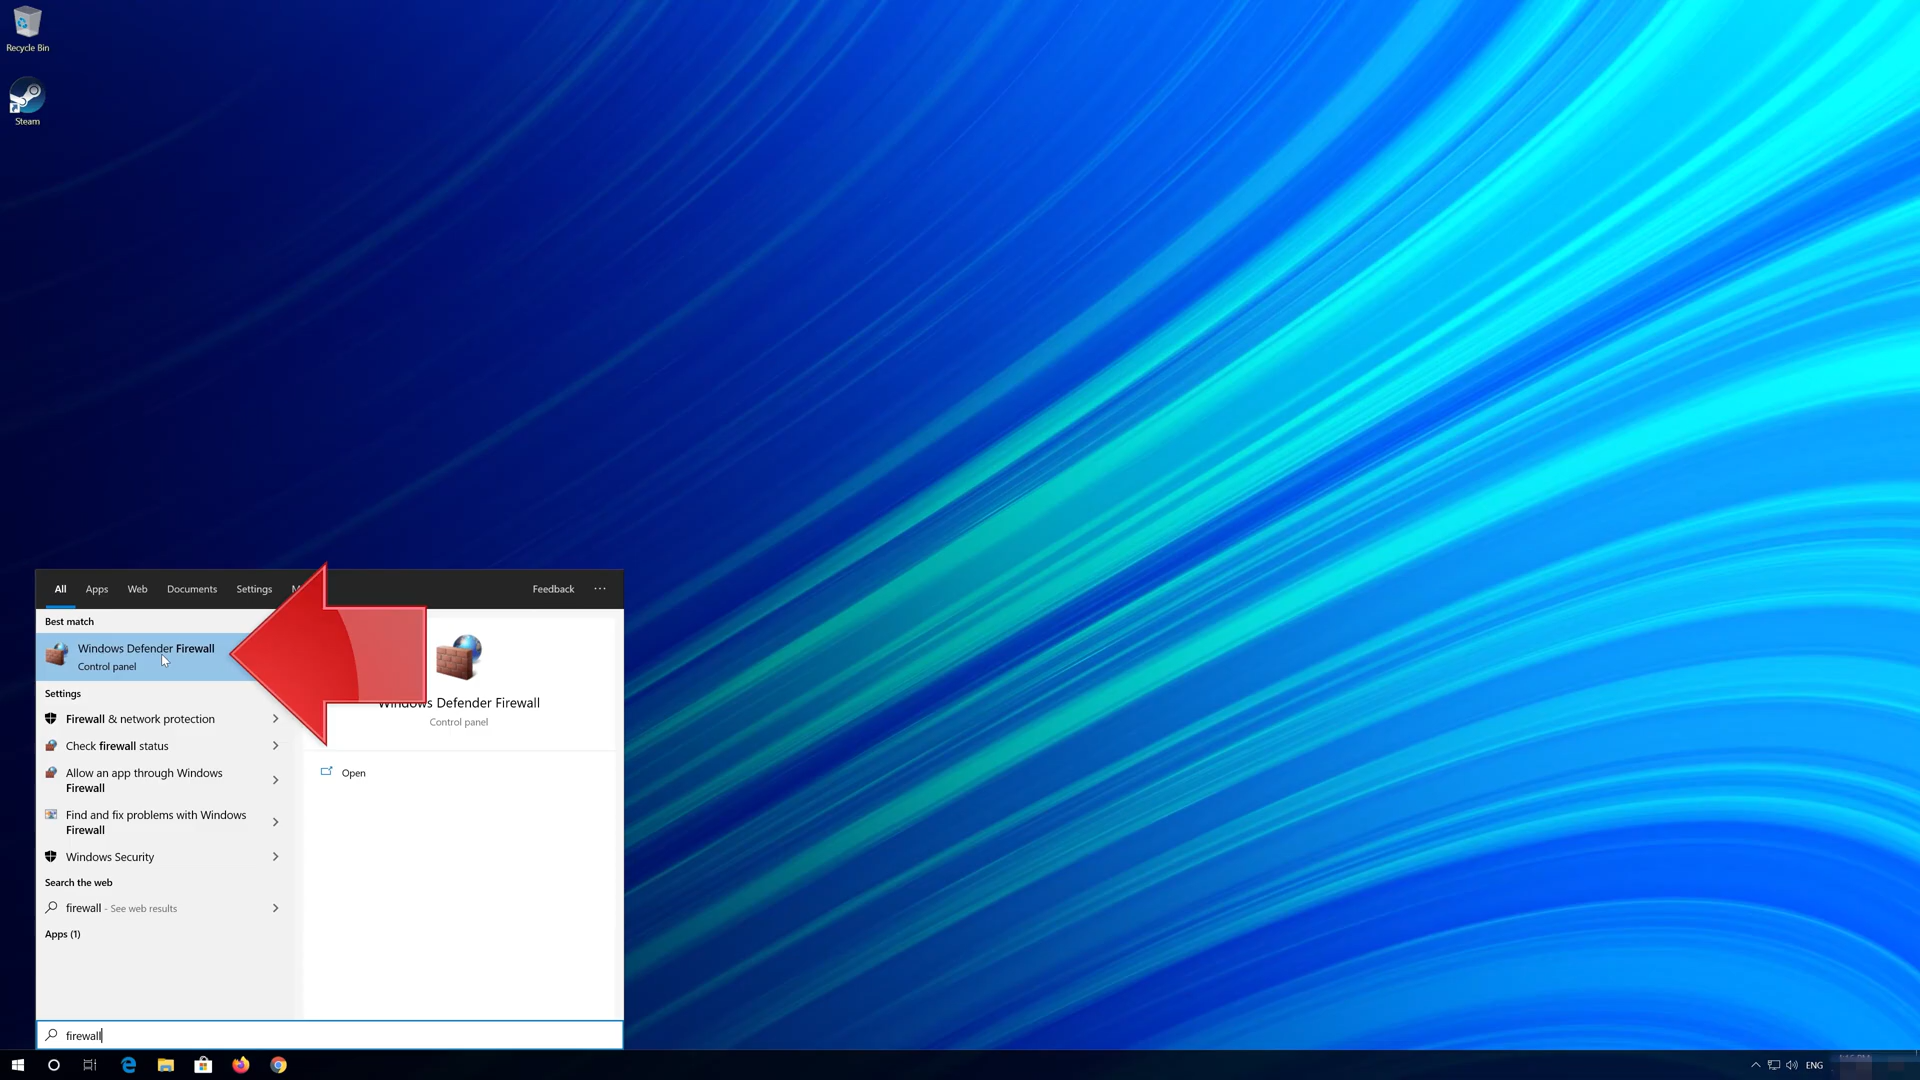 Recycle Bin
Steam
All Apps Web Documents Settings Feedback ...
Best match
Windows Defender Firewall
Control panel
Settings
Firewall & network protection
Check firewall status
Allow an app through Windows
Firewall
Find and fix problems with Windows
Firewall
Windows Security
Search the web
firewall - See web results
Apps (1)
Windows Defender Firewall
Control panel
Open
firewall
ENG